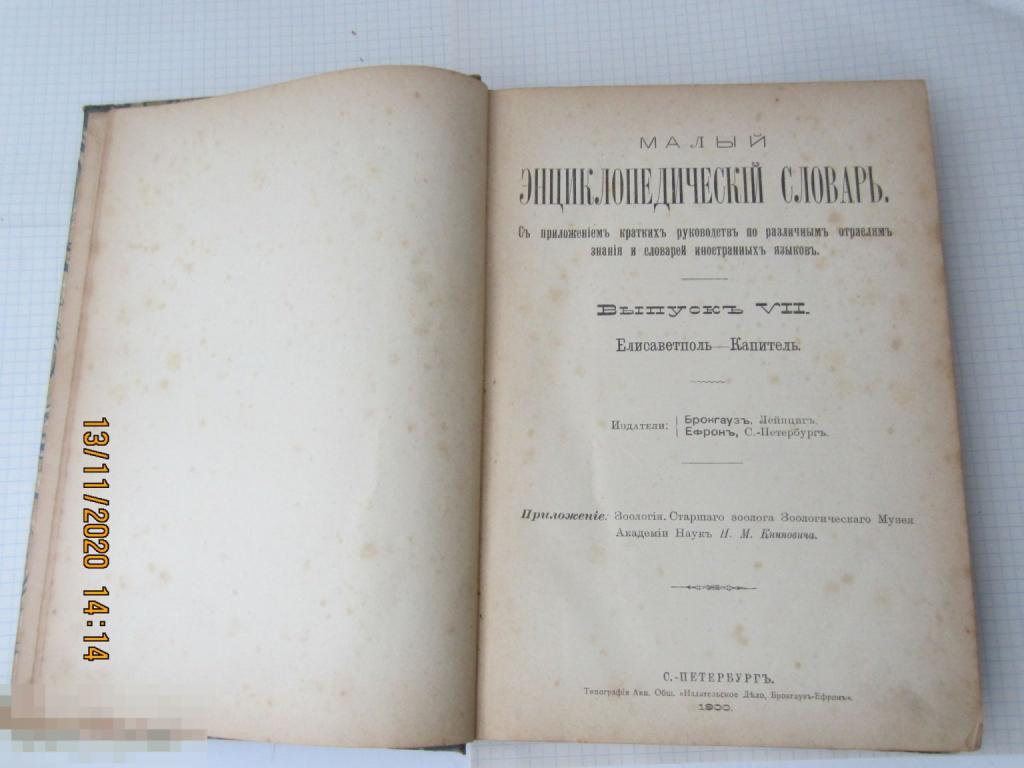 МАЛЫЙ
ЭНЦИКЛОПЕДИЧЕСКІЙ СЛОВАРЬ.
Съ приложеніемъ краткихъ руководствъ по различнымъ отраслямъ
знанія и словарей иностранныхъ языковъ.
Выпускъ VII.
Елисаветполь—Капитель.
Издатели: Брокгаузъ, Лейпцигъ.
Ефронъ, С.-Петербургъ.
Приложеніе: Зоологія. Старшаго зоолога Зоологическаго Музея
Академіи Наукъ Н. М. Книповича.
С.-ПЕТЕРБУРГЪ.
Типографія Акц. Общ. «Издательское Дѣло, Брокгаузъ-Ефронъ».
1900.
13/11/2020 14:14